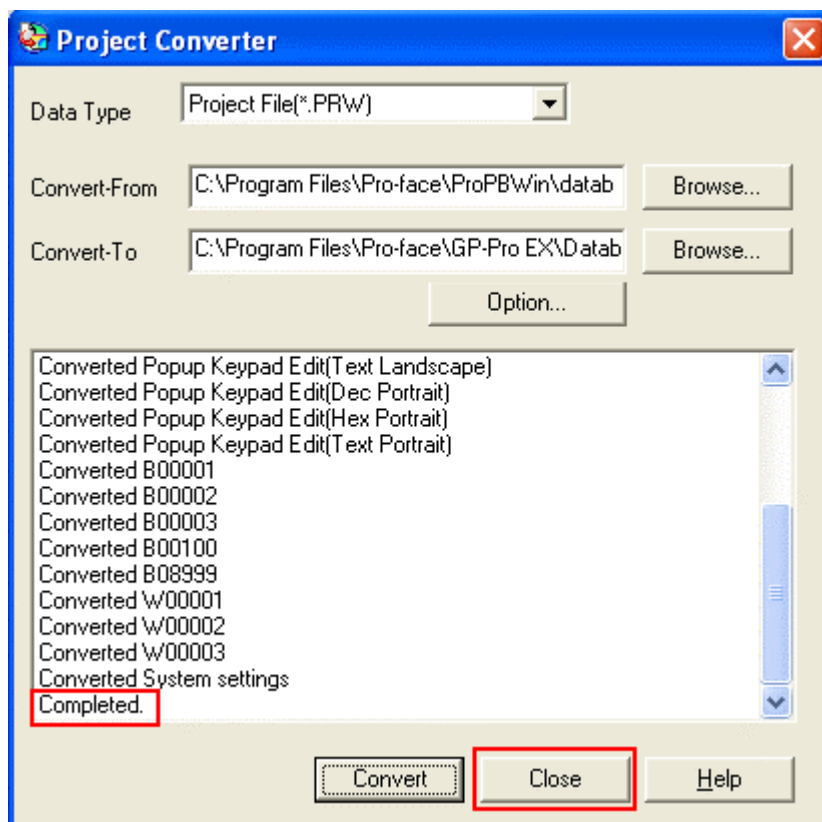 Project Converter
Data Type
Project File(*.PRW)
Convert-From
C:\Program Files\Pro-face\ProPBWin\datab
Browse...
Convert-To
C:\Program Files\Pro-face\GP-Pro EX\Datab
Browse...
Option...
Converted Popup Keypad Edit(Text Landscape)
Converted Popup Keypad Edit(Dec Portrait)
Converted Popup Keypad Edit(Hex Portrait)
Converted Popup Keypad Edit(Text Portrait)
Converted B00001
Converted B00002
Converted B00003
Converted B00100
Converted B08999
Converted W00001
Converted W00002
Converted W00003
Converted System settings
Completed.
Convert
Close
Help